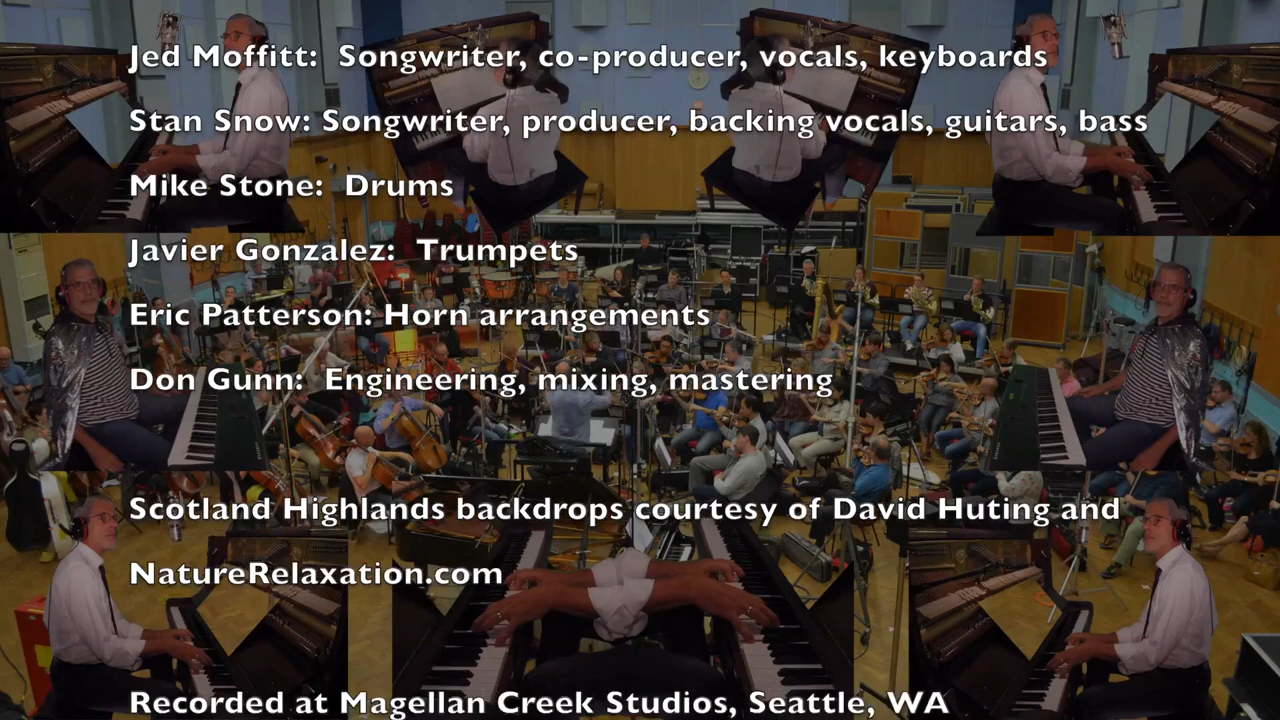 Jed Moffitt:  Songwriter, co-producer, vocals, keyboards
Stan Snow: Songwriter, producer, backing vocals, guitars, bass
Mike Stone:  Drums
Javier Gonzalez:  Trumpets
Eric Patterson: Horn arrangements
Don Gunn:  Engineering, mixing, mastering
Scotland Highlands backdrops courtesy of David Huting and
NatureRelaxation.com
Recorded at Magellan Creek Studios, Seattle, WA